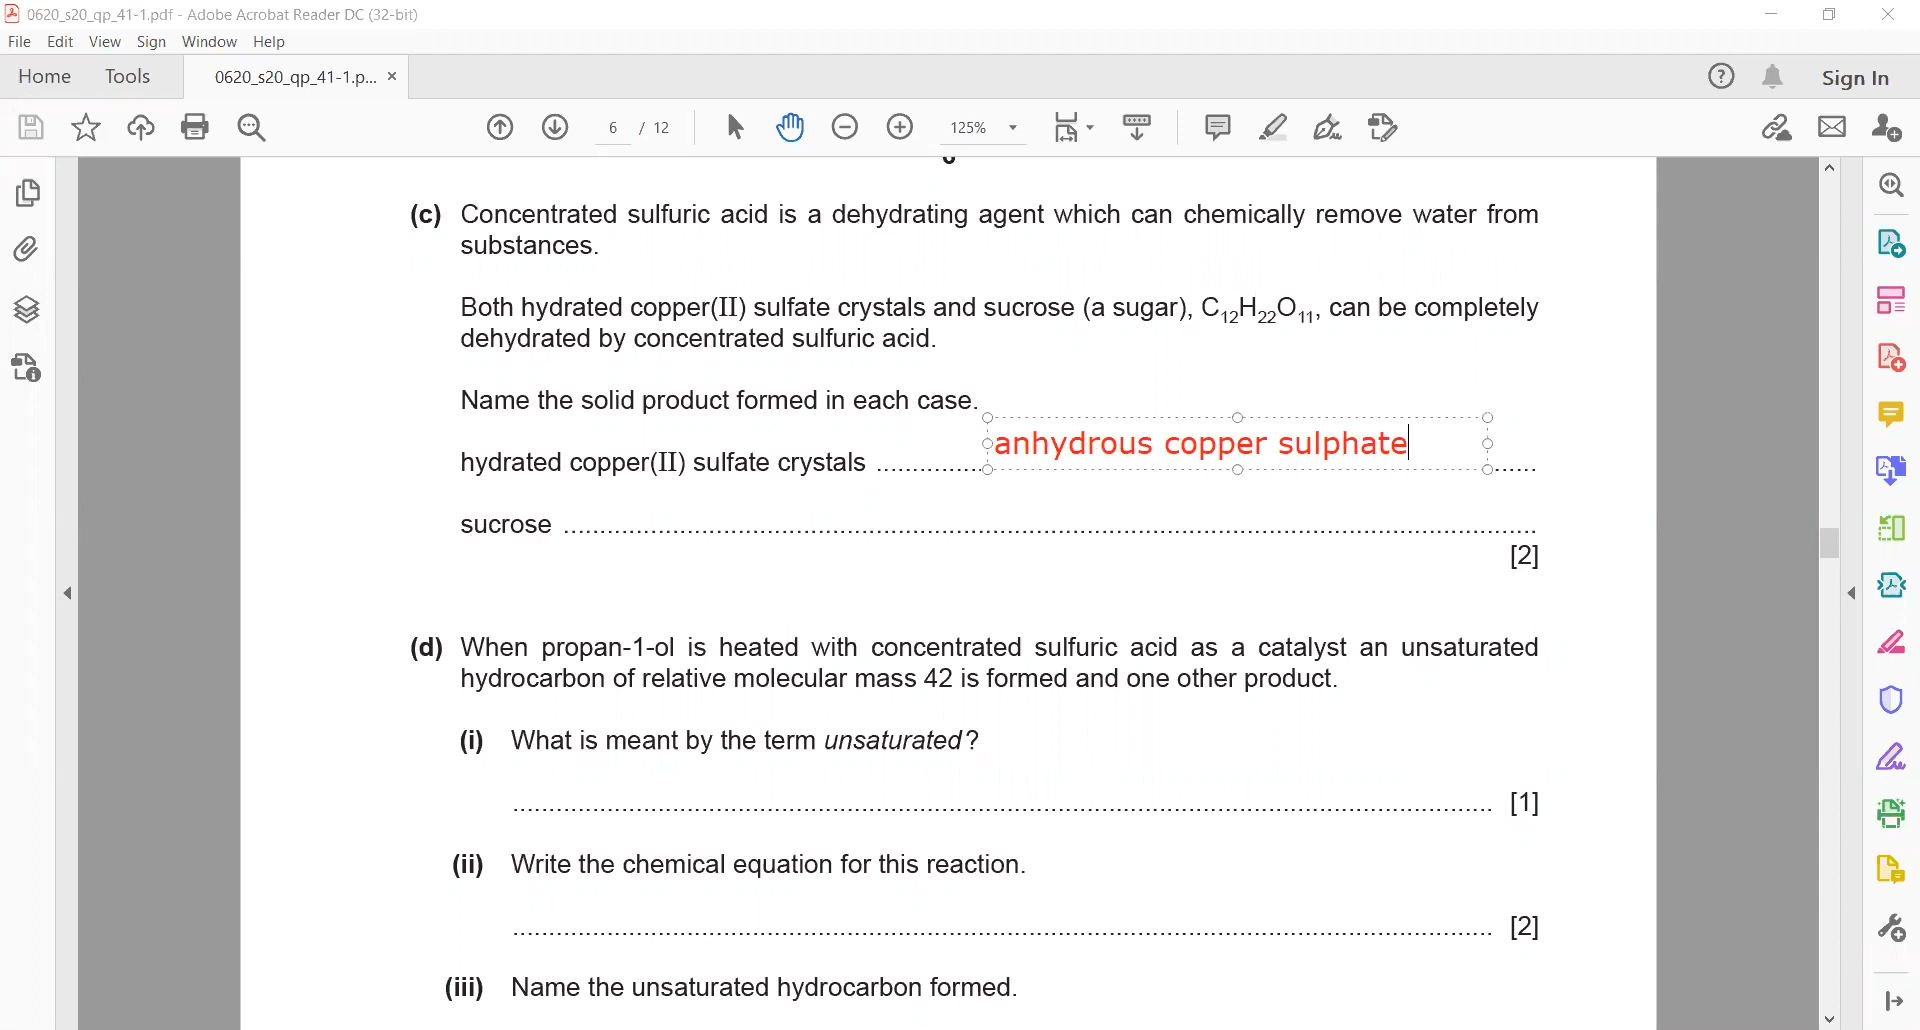 0620_s20_qp_41-1.pdf - Adobe Acrobat Reader DC (32-bit)
File Edit View Sign Window Help
Home Tools 0620_s20_qp_41-1.p... × Sign In
6 / 12 125%
(c) Concentrated sulfuric acid is a dehydrating agent which can chemically remove water from
substances.
Both hydrated copper(II) sulfate crystals and sucrose (a sugar), C₁₂H₂₂O₁₁, can be completely
dehydrated by concentrated sulfuric acid.
Name the solid product formed in each case.
anhydrous copper sulphate
hydrated copper(II) sulfate crystals ....................
sucrose ....................
[2]
(d) When propan-1-ol is heated with concentrated sulfuric acid as a catalyst an unsaturated
hydrocarbon of relative molecular mass 42 is formed and one other product.
(i) What is meant by the term unsaturated?
.................... [1]
(ii) Write the chemical equation for this reaction.
.................... [2]
(iii) Name the unsaturated hydrocarbon formed.